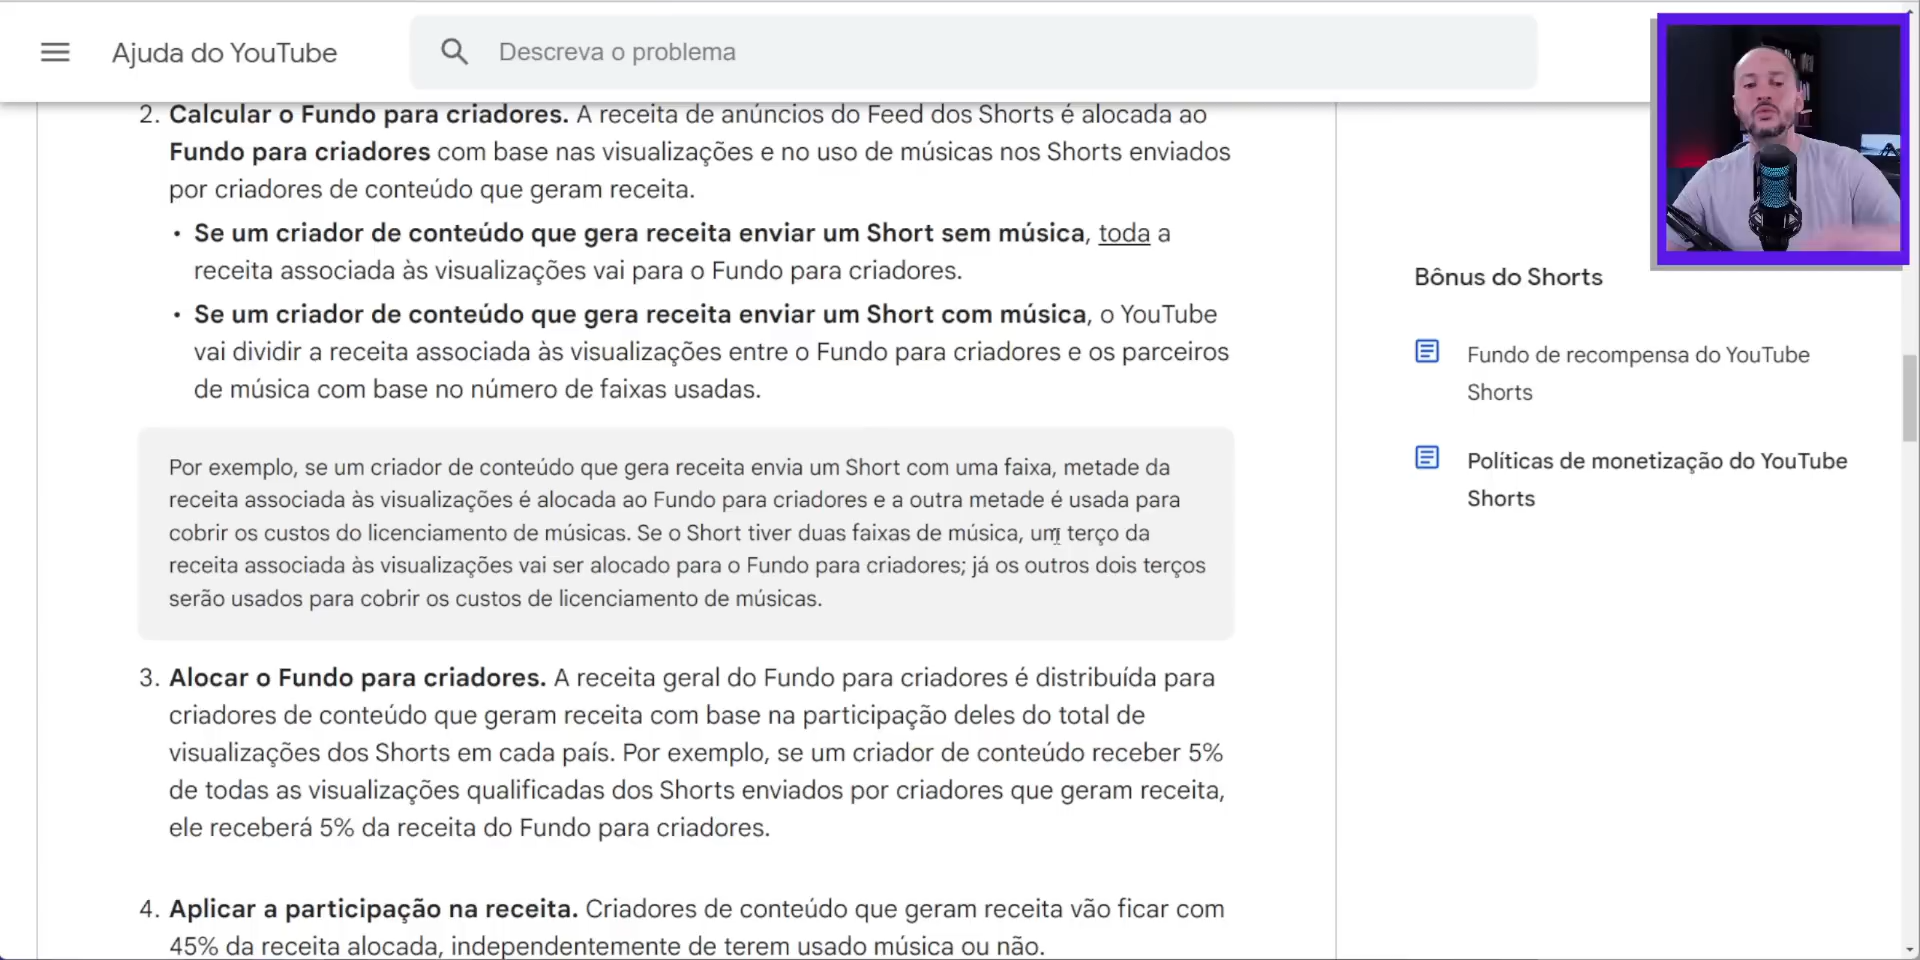 Ajuda do YouTube
Descreva o problema
2. Calcular o Fundo para criadores. A receita de anúncios do Feed dos Shorts é alocada ao
Fundo para criadores com base nas visualizações e no uso de músicas nos Shorts enviados
por criadores de conteúdo que geram receita.
• Se um criador de conteúdo que gera receita enviar um Short sem música, toda a
receita associada às visualizações vai para o Fundo para criadores.
• Se um criador de conteúdo que gera receita enviar um Short com música, o YouTube
vai dividir a receita associada às visualizações entre o Fundo para criadores e os parceiros
de música com base no número de faixas usadas.
Por exemplo, se um criador de conteúdo que gera receita envia um Short com uma faixa, metade da
receita associada às visualizações é alocada ao Fundo para criadores e a outra metade é usada para
cobrir os custos do licenciamento de músicas. Se o Short tiver duas faixas de música, um terço da
receita associada às visualizações vai ser alocado para o Fundo para criadores; já os outros dois terços
serão usados para cobrir os custos de licenciamento de músicas.
3. Alocar o Fundo para criadores. A receita geral do Fundo para criadores é distribuída para
criadores de conteúdo que geram receita com base na participação deles do total de
visualizações dos Shorts em cada país. Por exemplo, se um criador de conteúdo receber 5%
de todas as visualizações qualificadas dos Shorts enviados por criadores que geram receita,
ele receberá 5% da receita do Fundo para criadores.
4. Aplicar a participação na receita. Criadores de conteúdo que geram receita vão ficar com
45% da receita alocada, independentemente de terem usado música ou não.
Bônus do Shorts
Fundo de recompensa do YouTube
Shorts
Políticas de monetização do YouTube
Shorts